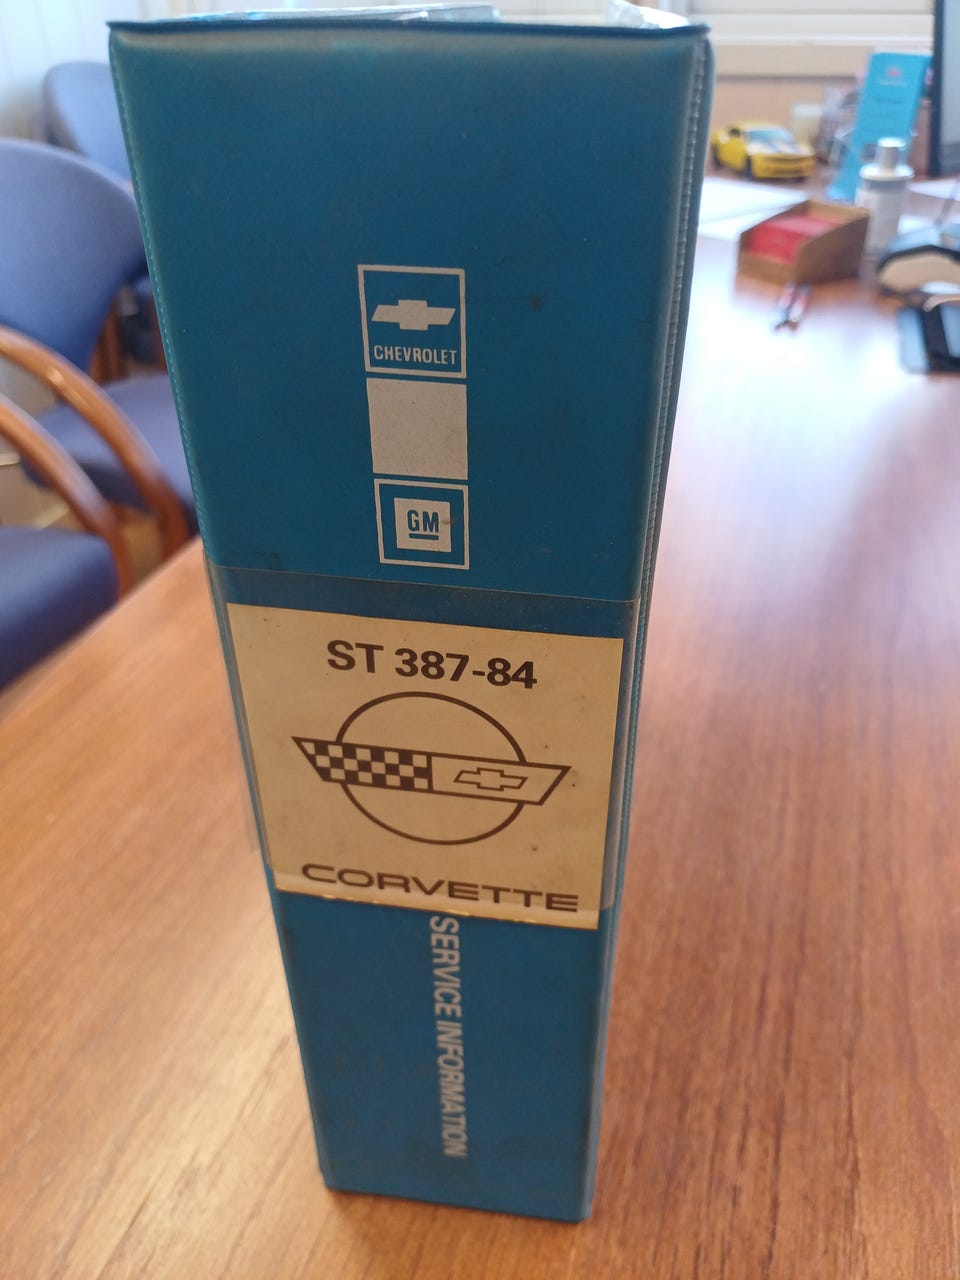 CHEVROLET
GM
ST 387-84
CORVETTE
SERVICE INFORMATION